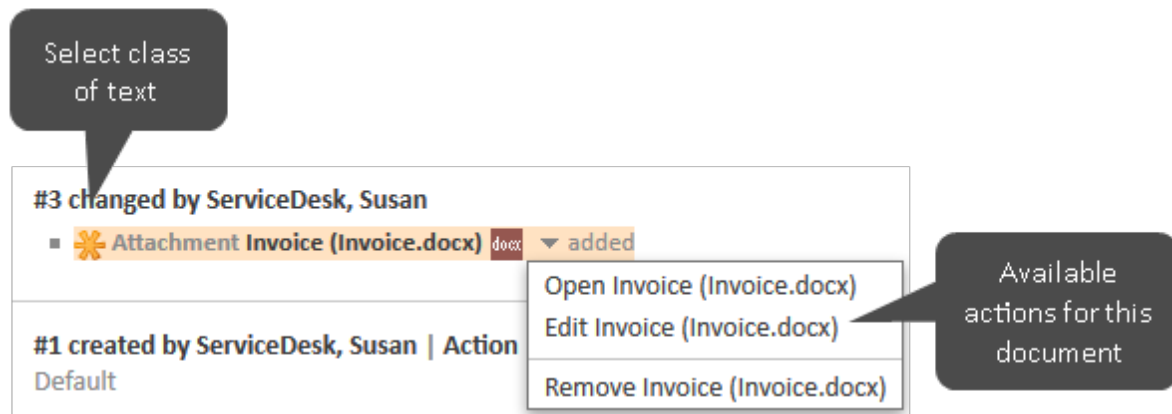 Select class
of text
#3 changed by ServiceDesk, Susan
Attachment Invoice (Invoice.docx) docx added
Open Invoice (Invoice.docx)
Edit Invoice (Invoice.docx)
Remove Invoice (Invoice.docx)
Available
actions for this
document
#1 created by ServiceDesk, Susan | Action
Default